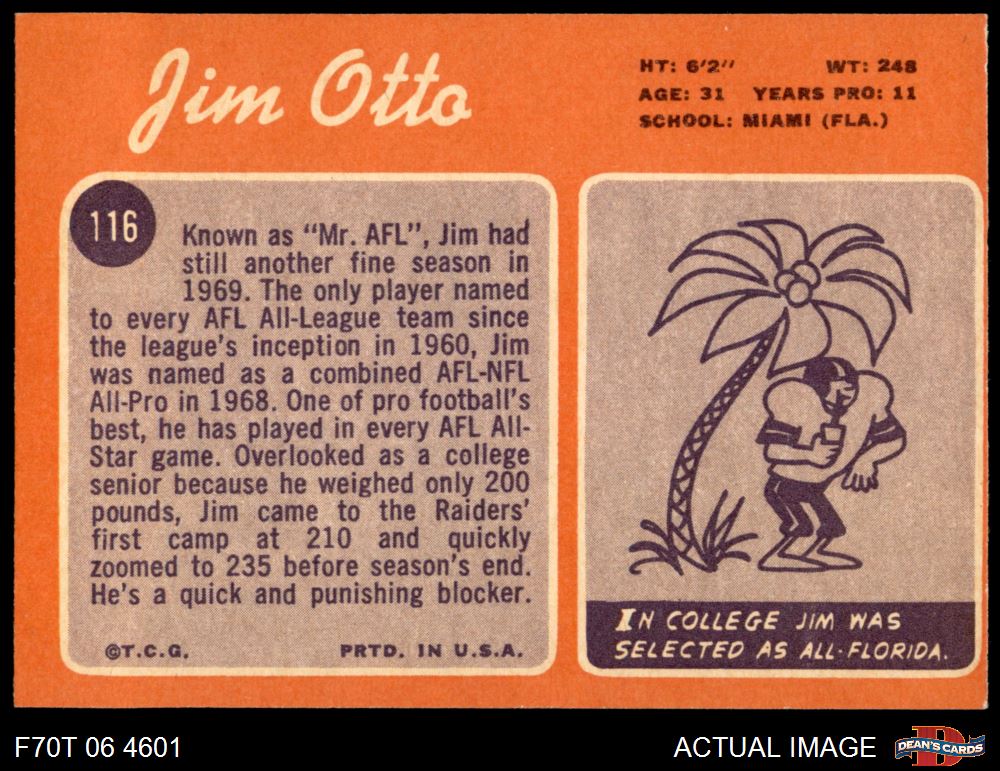 Jim Otto
HT: 6'2" WT: 248
AGE: 31 YEARS PRO: 11
SCHOOL: MIAMI (FLA.)
116
Known as "Mr. AFL", Jim had
still another fine season in
1969. The only player named
to every AFL All-League team since
the league's inception in 1960, Jim
was named as a combined AFL-NFL
All-Pro in 1968. One of pro football's
best, he has played in every AFL All-
Star game. Overlooked as a college
senior because he weighed only 200
pounds, Jim came to the Raiders'
first camp at 210 and quickly
zoomed to 235 before season's end.
He's a quick and punishing blocker.
©T.C.G. PRTD. IN U.S.A.
IN COLLEGE JIM WAS
SELECTED AS ALL-FLORIDA.
F70T 06 4601
ACTUAL IMAGE
D
DEAN'S CARDS